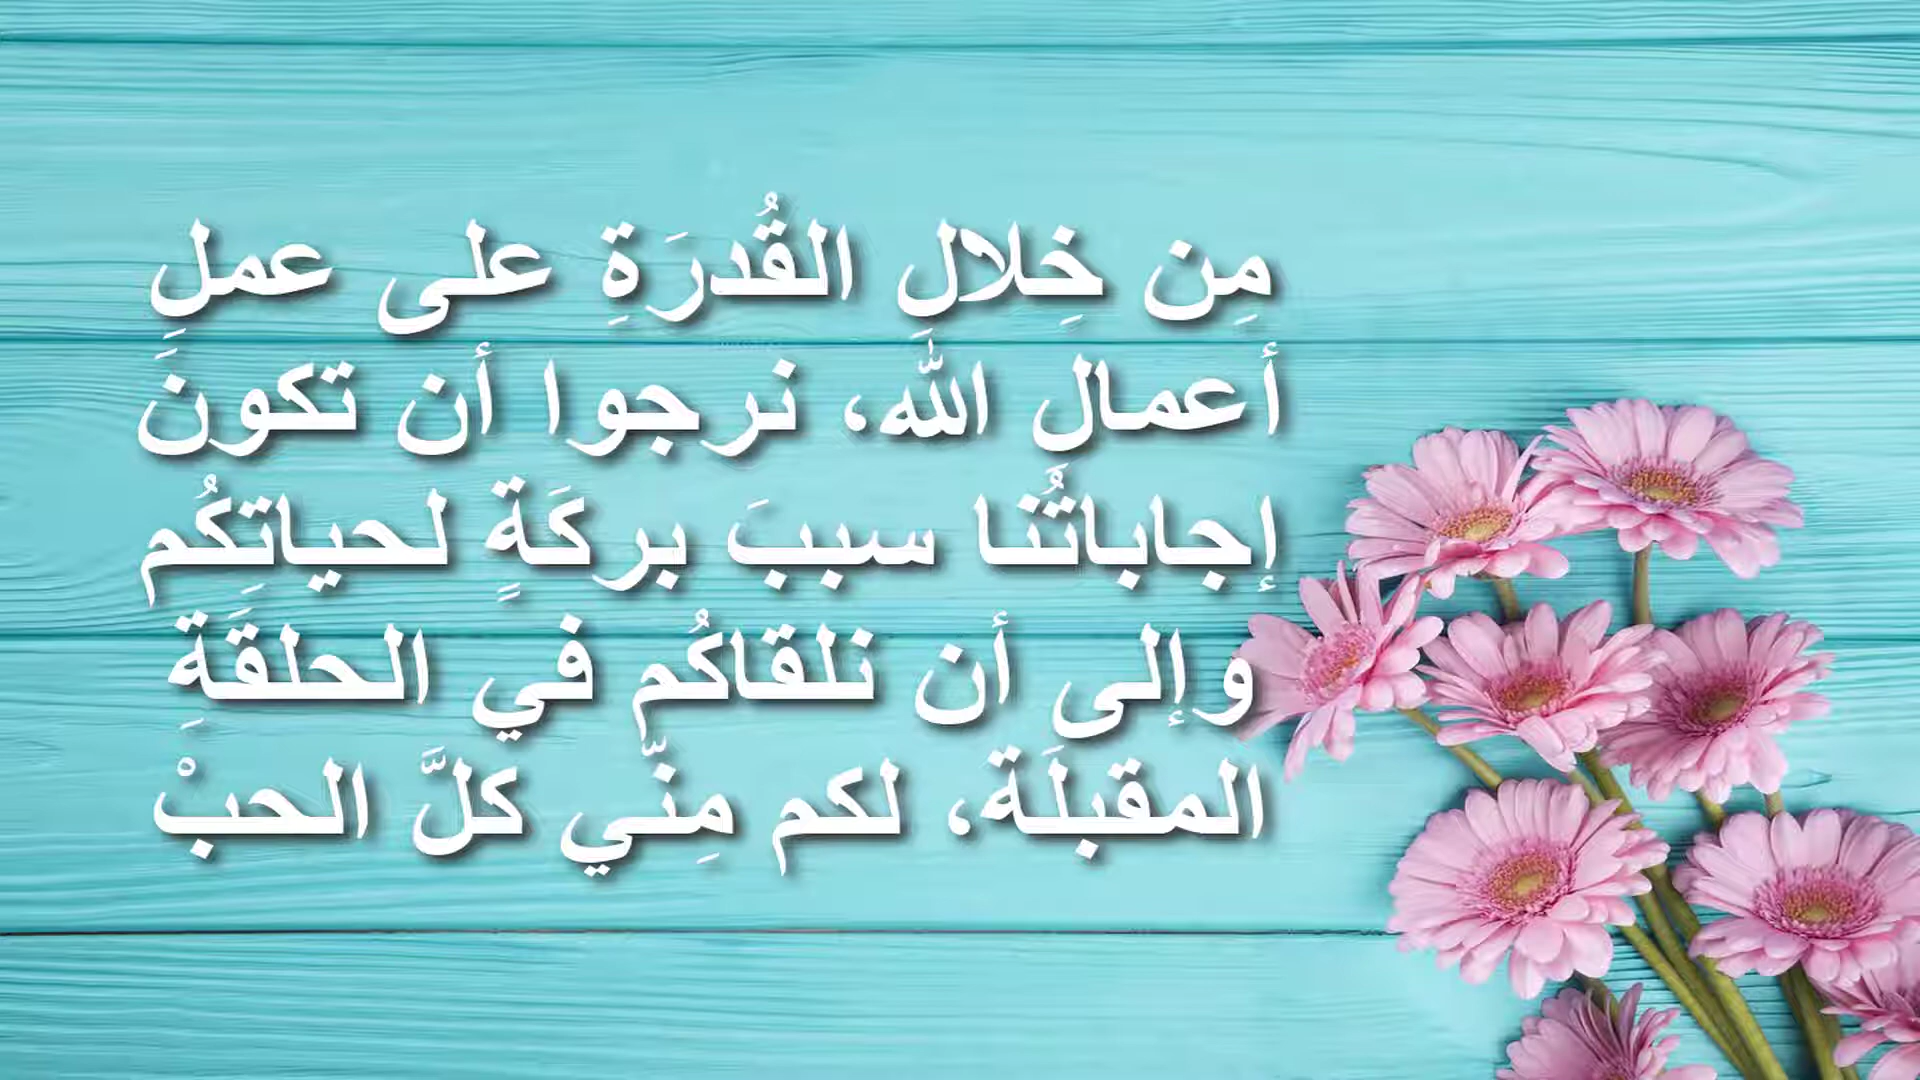 مِن خِلالِ القُدرَةِ على عملِ
أعمالِ الله، نرجوا أن تكونَ
إجاباتُنا سببَ بركَةٍ لحياتِكُم
وإلى أن نلقاكُم في الحلقَةِ
المقبلَة، لكم مِنّي كلَّ الحبْ